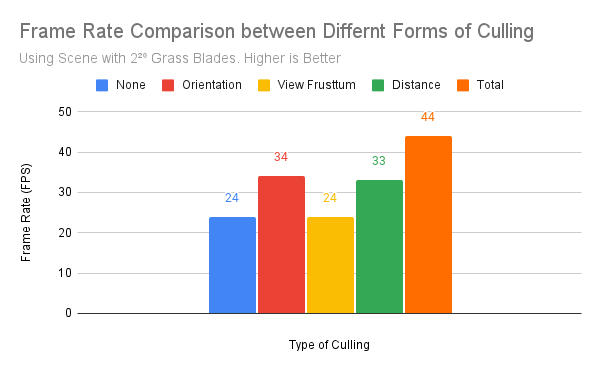 Frame Rate Comparison between Differnt Forms of Culling
Using Scene with 2²⁰ Grass Blades. Higher is Better
None Orientation View Frusttum Distance Total
50
40
30
20
10
0
Frame Rate (FPS)
24 34 24 33 44
Type of Culling